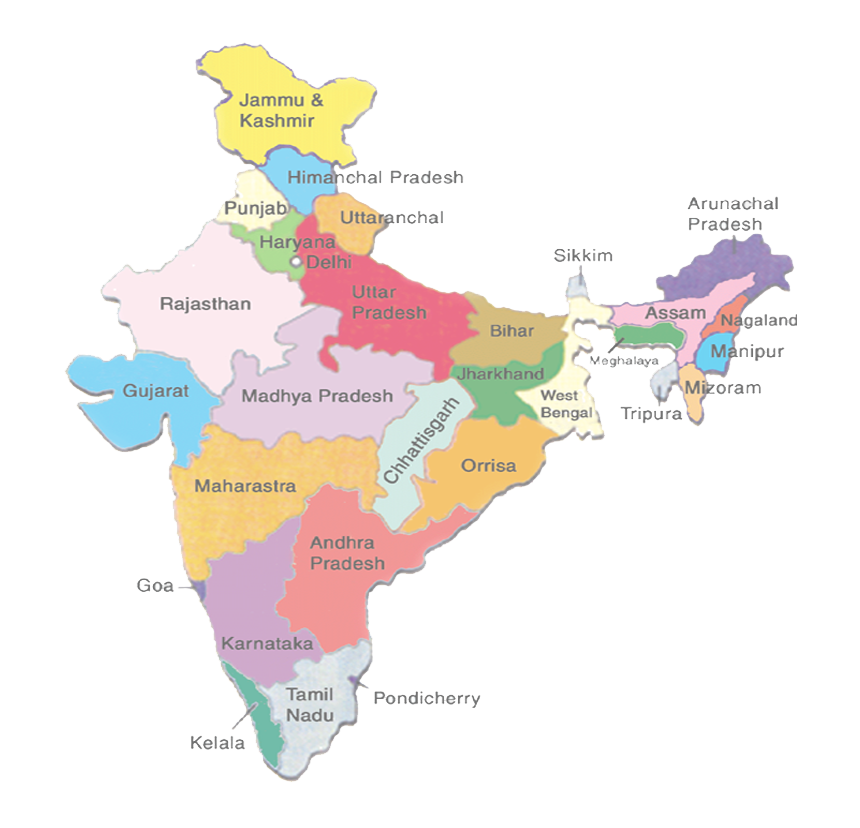 Jammu &
Kashmir
Himanchal Pradesh
Punjab
Uttaranchal
Haryana
Delhi
Arunachal
Pradesh
Sikkim
Rajasthan
Uttar
Pradesh
Bihar
Assam
Nagaland
Meghalaya
Manipur
Jharkhand
Gujarat
Madhya Pradesh
Chhattisgarh
West
Bengal
Tripura
Mizoram
Orrisa
Maharastra
Andhra
Pradesh
Goa
Karnataka
Tamil
Nadu
Pondicherry
Kelala